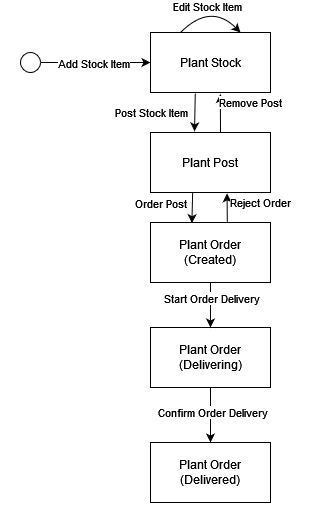 Edit Stock Item
Add Stock Item
Plant Stock
Post Stock Item
Remove Post
Plant Post
Order Post
Reject Order
Plant Order
(Created)
Start Order Delivery
Plant Order
(Delivering)
Confirm Order Delivery
Plant Order
(Delivered)